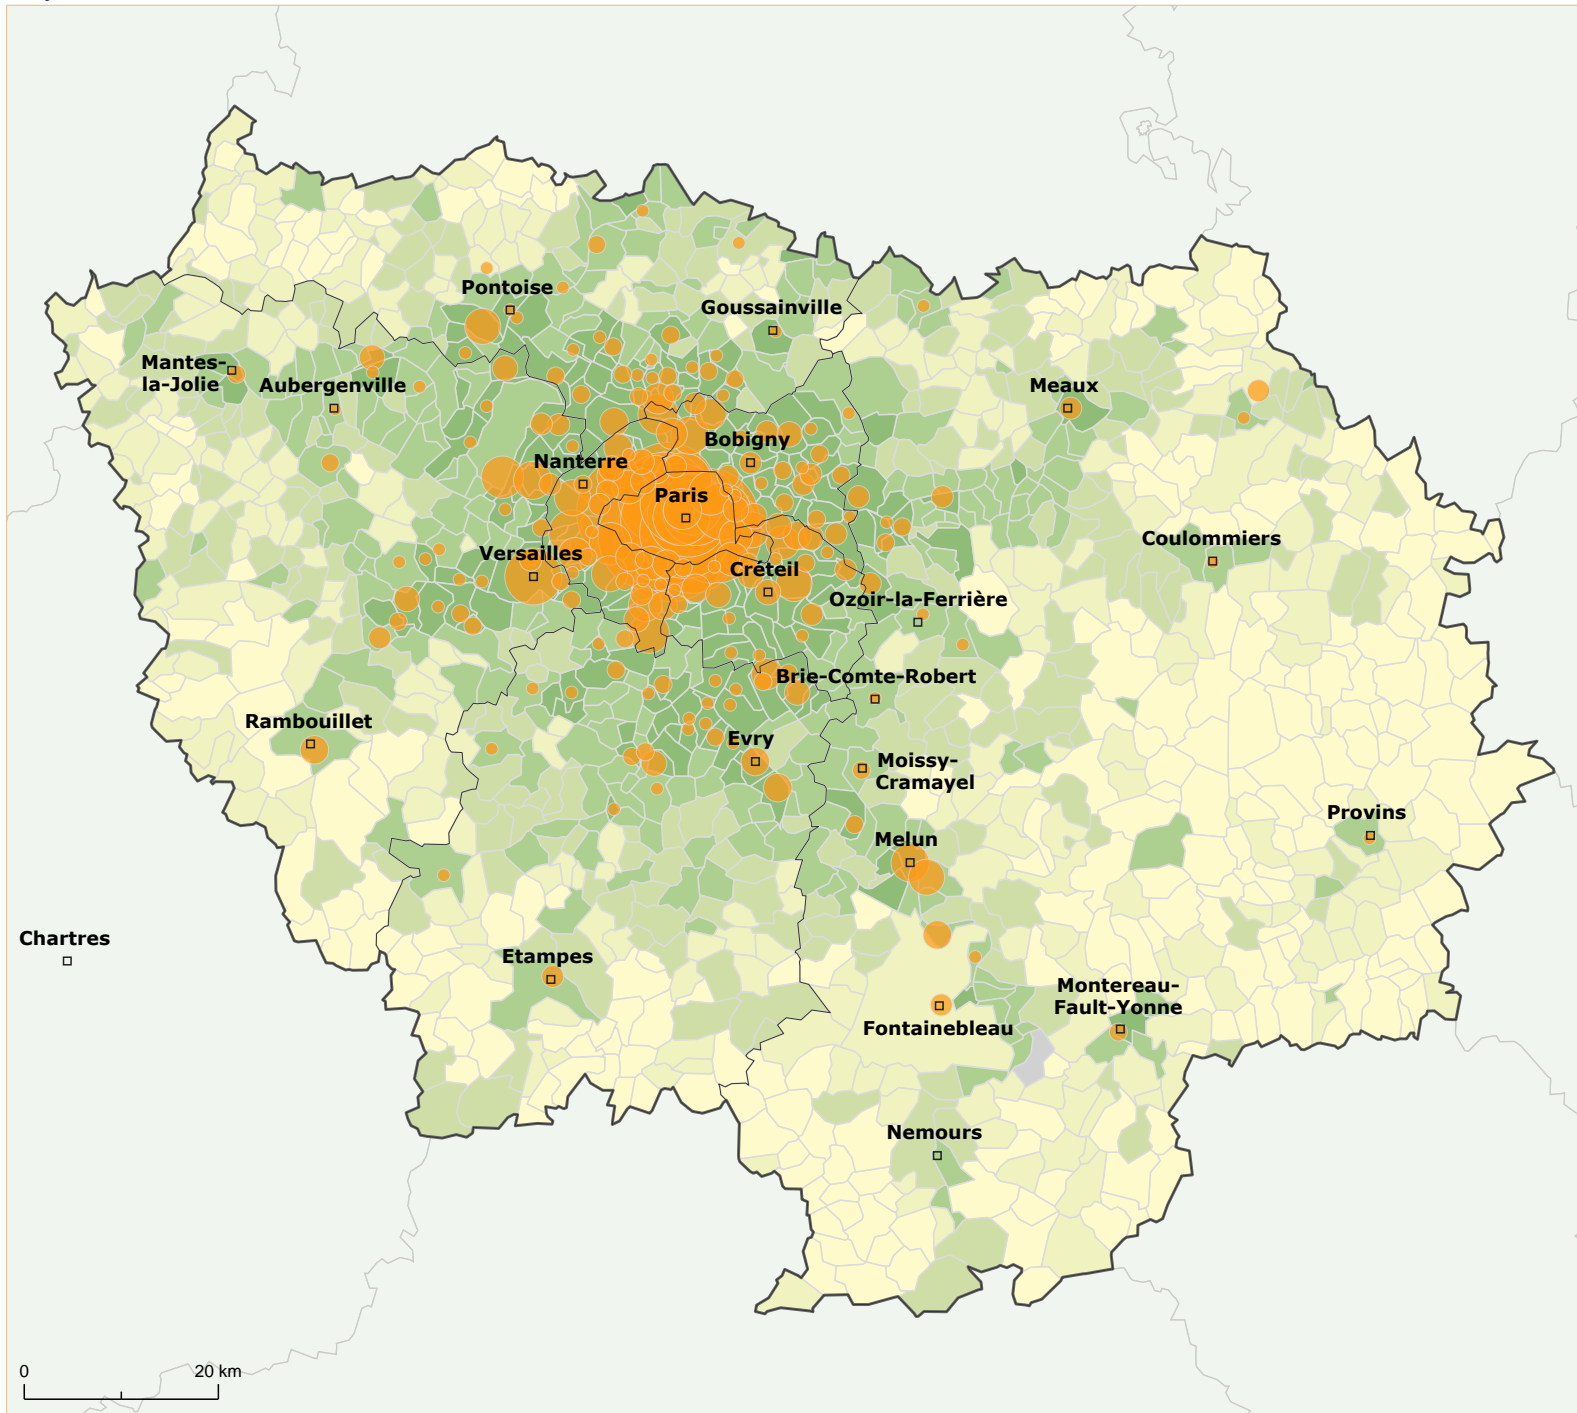 Pontoise
Goussainville
Mantes-
la-Jolie
Aubergenville
Meaux
Bobigny
Nanterre
Paris
Coulommiers
Versailles
Créteil
Ozoir-la-Ferrière
Brie-Comte-Robert
Rambouillet
Evry
Moissy-
Cramayel
Provins
Melun
Chartres
Etampes
Montereau-
Fault-Yonne
Fontainebleau
Nemours
0
20 km